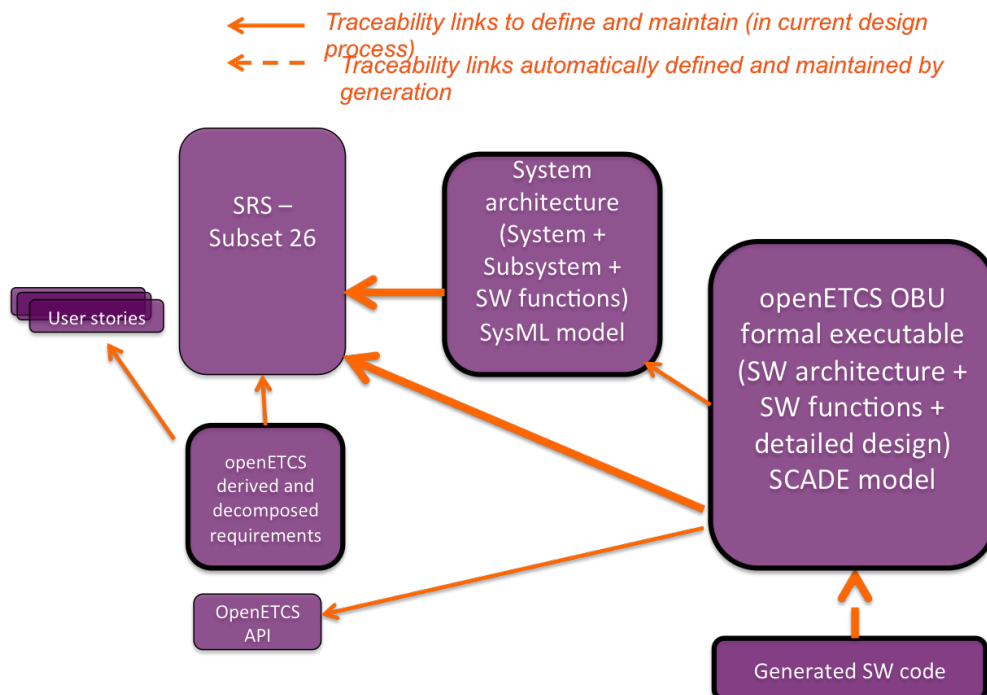 Traceability links to define and maintain (in current design
process)
Traceability links automatically defined and maintained by
generation
SRS –
Subset 26
System
architecture
(System +
Subsystem +
SW functions)
SysML model
openETCS OBU
formal executable
(SW architecture +
SW functions +
detailed design)
SCADE model
User stories
openETCS
derived and
decomposed
requirements
OpenETCS
API
Generated SW code